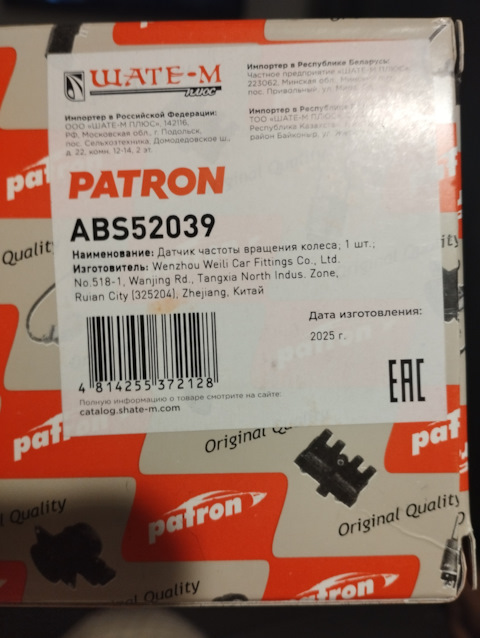 ШАТЕ-М
плюс
Импортер в Российской Федерации:
ООО «ШАТЕ-М ПЛЮС», 142116,
РФ, Московская обл., г. Подольск,
пос. Сельхозтехника, Домодедовское ш.,
д. 22, комн. 12-14, 2 эт.
Импортер в Республике Беларусь:
Частное предприятие «ШАТЕ-М ПЛЮС»
223062, Минская обл., Минск
пос. Привольный, ул.
Импортер в Республике
ТОО «ШАТЕ-М ПЛЮС
Республика Казахстан
район Байконыр, ул.
PATRON
ABS52039
Наименование: Датчик частоты вращения колеса; 1 шт.;
Изготовитель: Wenzhou Weili Car Fittings Co., Ltd.
No.518-1, Wanjing Rd., Tangxia North Indus. Zone,
Ruian City (325204), Zhejiang, Китай
Дата изготовления:
2025 г.
4 814255 372128
EAC
Полную информацию о товаре смотрите на сайте:
catalog.shate-m.com
Quality
Original
patron
Original Quality
patron
Original Quality
patron
Original Quality
patron